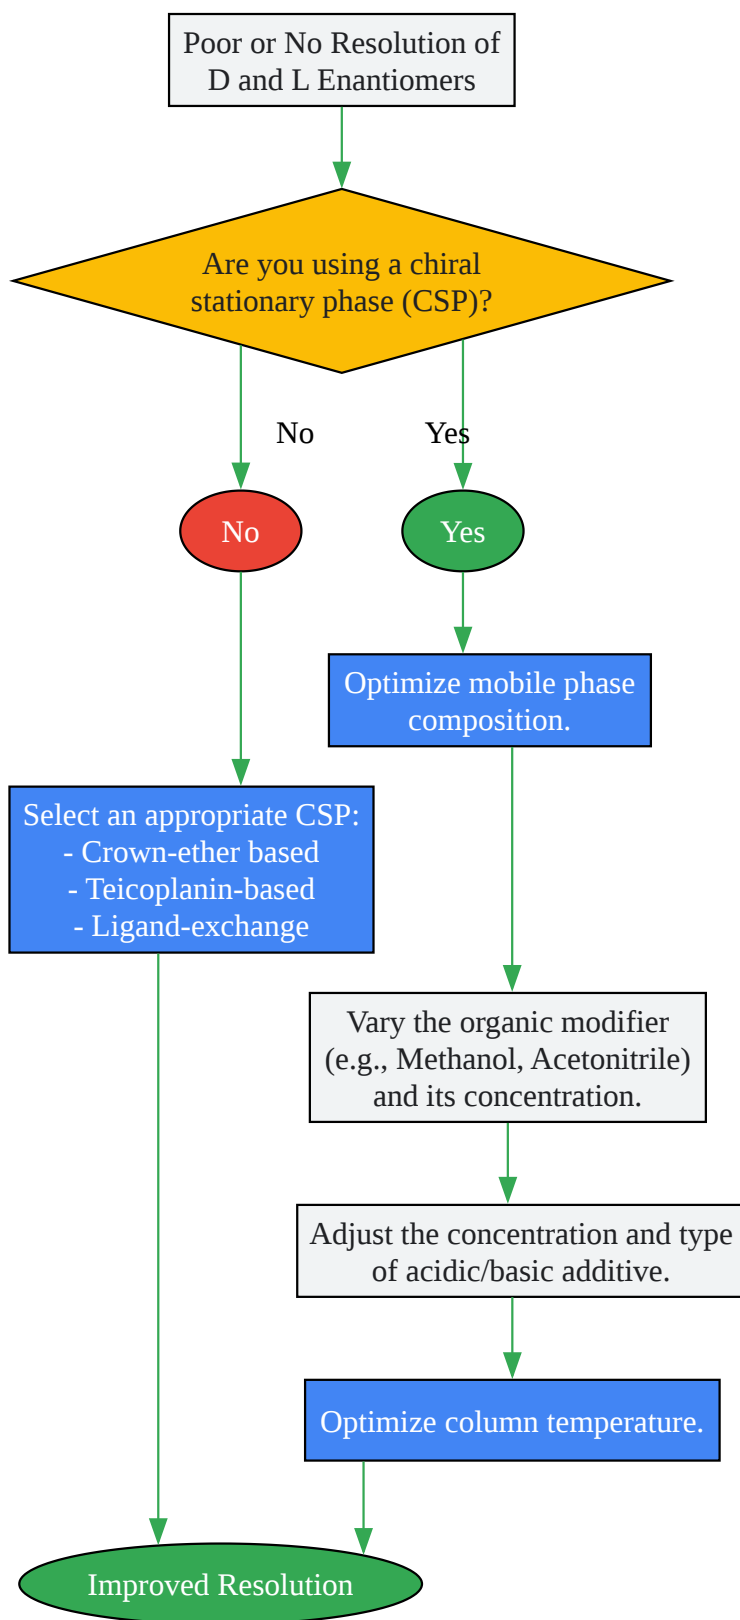 Poor or No Resolution of
D and L Enantiomers
Are you using a chiral
stationary phase (CSP)?
No
Yes
No
Yes
Optimize mobile phase
composition.
Select an appropriate CSP:
- Crown-ether based
- Teicoplanin-based
- Ligand-exchange
Vary the organic modifier
(e.g., Methanol, Acetonitrile)
and its concentration.
Adjust the concentration and type
of acidic/basic additive.
Optimize column temperature.
Improved Resolution